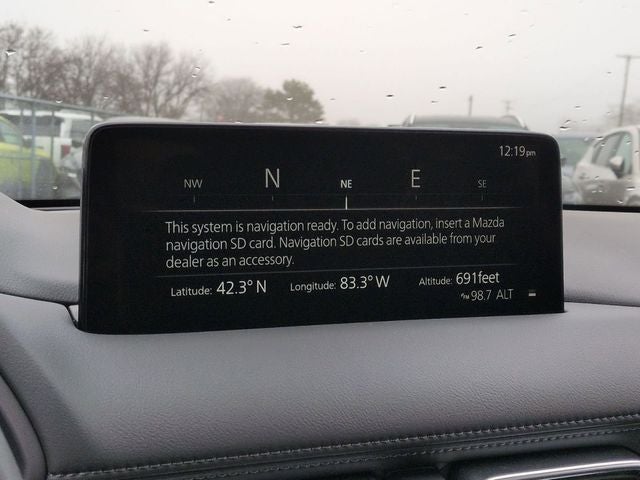 12:19pm
NW N NE E SE
This system is navigation ready. To add navigation, insert a Mazda
navigation SD card. Navigation SD cards are available from your
dealer as an accessory.
Latitude: 42.3° N Longitude: 83.3° W Altitude: 691feet
FM 98.7 ALT